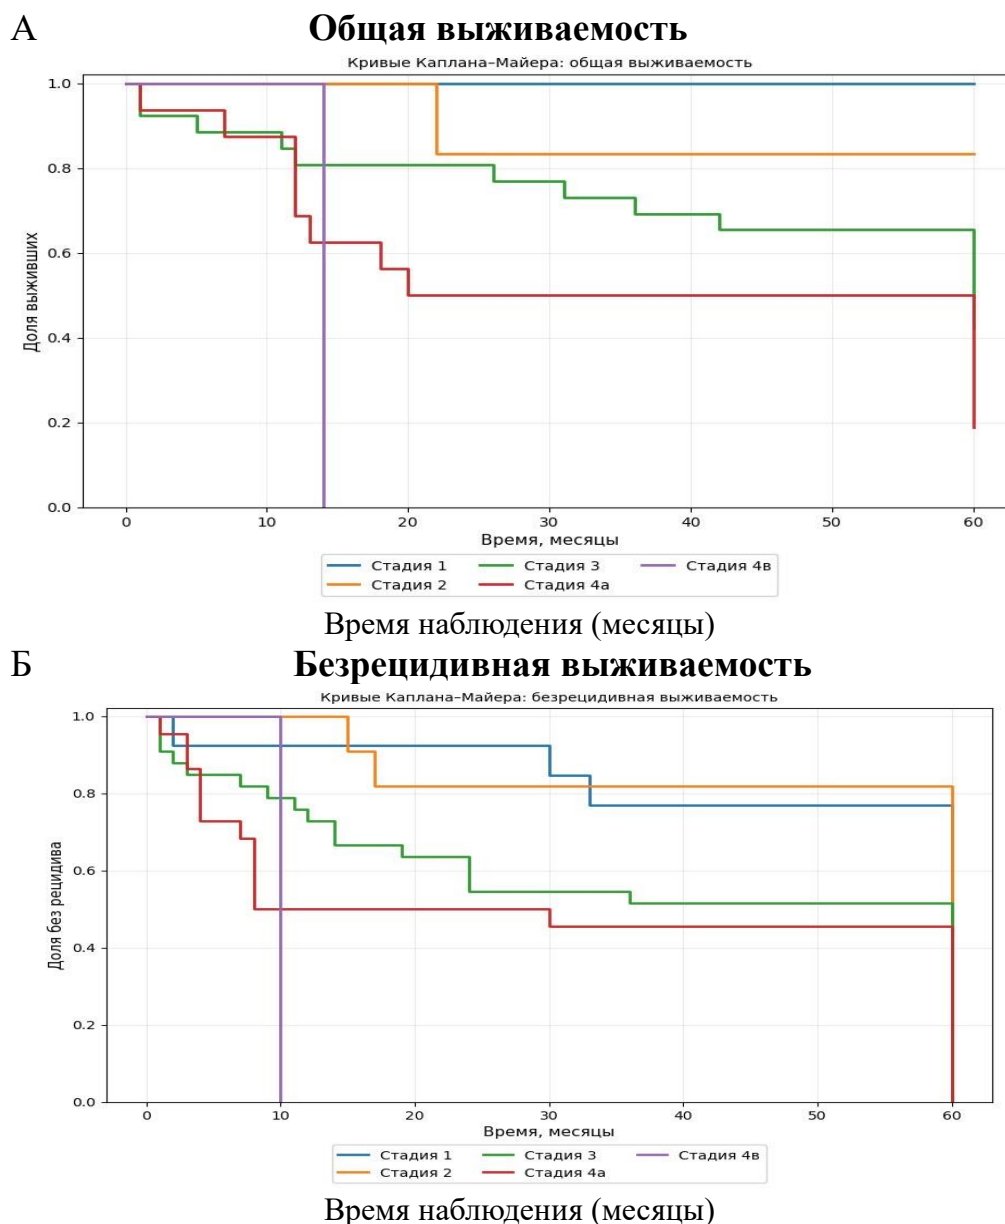 А
Общая выживаемость
Кривые Каплана–Майера: общая выживаемость
Доля выживших
1.0
0.8
0.6
0.4
0.2
0.0
0 10 20 30 40 50 60
Время, месяцы
Стадия 1 Стадия 3 Стадия 4в
Стадия 2 Стадия 4а
Время наблюдения (месяцы)
Б
Безрецидивная выживаемость
Кривые Каплана–Майера: безрецидивная выживаемость
Доля без рецидива
1.0
0.8
0.6
0.4
0.2
0.0
0 10 20 30 40 50 60
Время, месяцы
Стадия 1 Стадия 3 Стадия 4в
Стадия 2 Стадия 4а
Время наблюдения (месяцы)